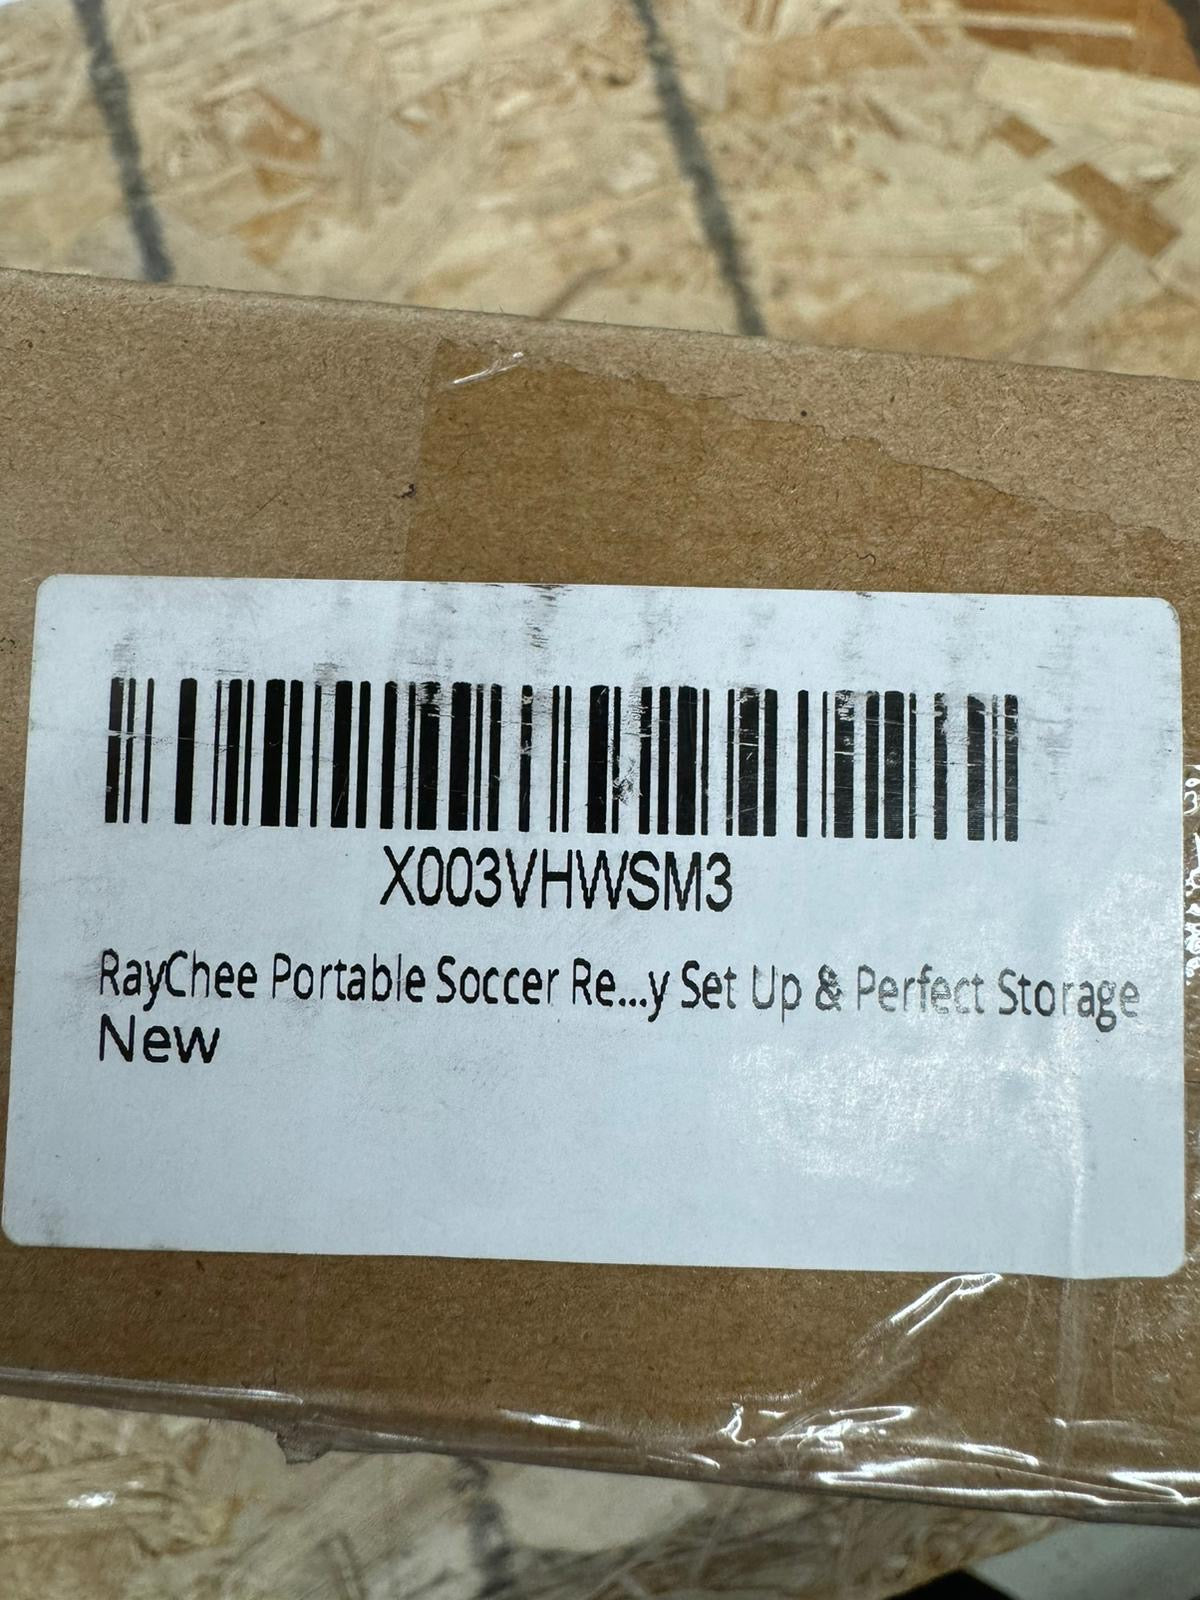 X003VHWSM3
RayChee Portable Soccer Re...y Set Up & Perfect Storage
New